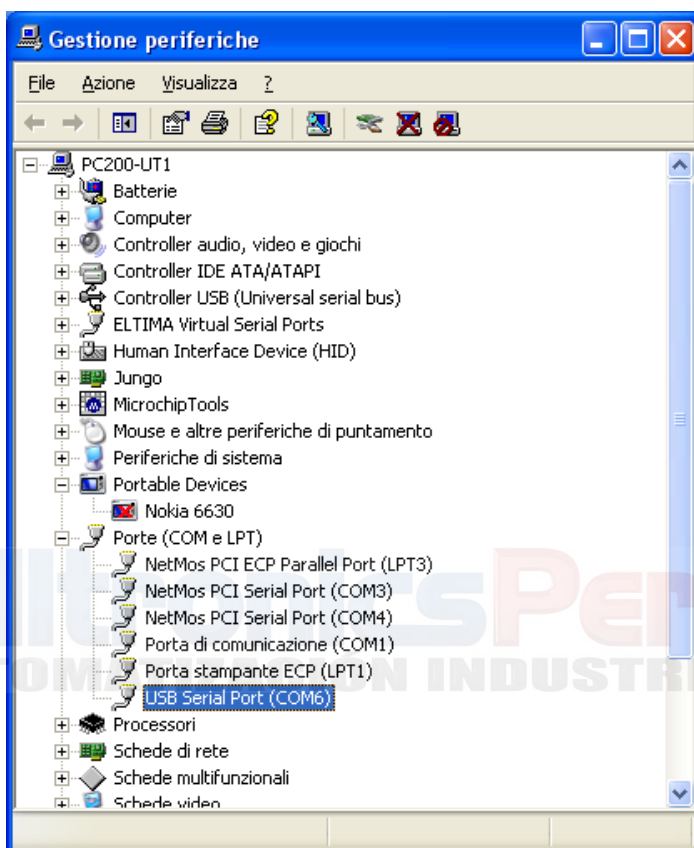 Gestione periferiche
File Azione Visualizza ?
PC200-UT1
Batterie
Computer
Controller audio, video e giochi
Controller IDE ATA/ATAPI
Controller USB (Universal serial bus)
ELTIMA Virtual Serial Ports
Human Interface Device (HID)
Jungo
MicrochipTools
Mouse e altre periferiche di puntamento
Periferiche di sistema
Portable Devices
Nokia 6630
Porte (COM e LPT)
NetMos PCI ECP Parallel Port (LPT3)
NetMos PCI Serial Port (COM3)
NetMos PCI Serial Port (COM4)
Porta di comunicazione (COM1)
Porta stampante ECP (LPT1)
USB Serial Port (COM6)
Processori
Schede di rete
Schede multifunzionali
Schede video